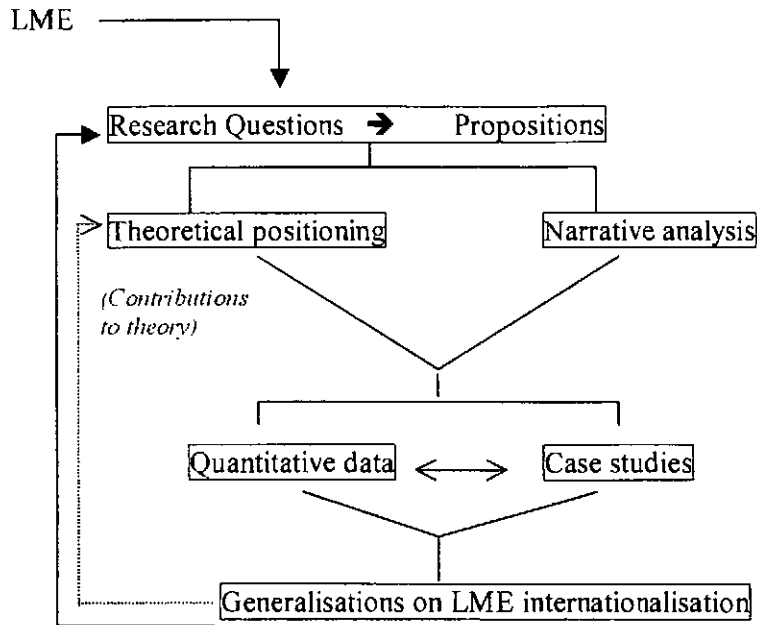 LME
Research Questions ➔ Propositions
Theoretical positioning
Narrative analysis
(Contributions
to theory)
Quantitative data
Case studies
Generalisations on LME internationalisation